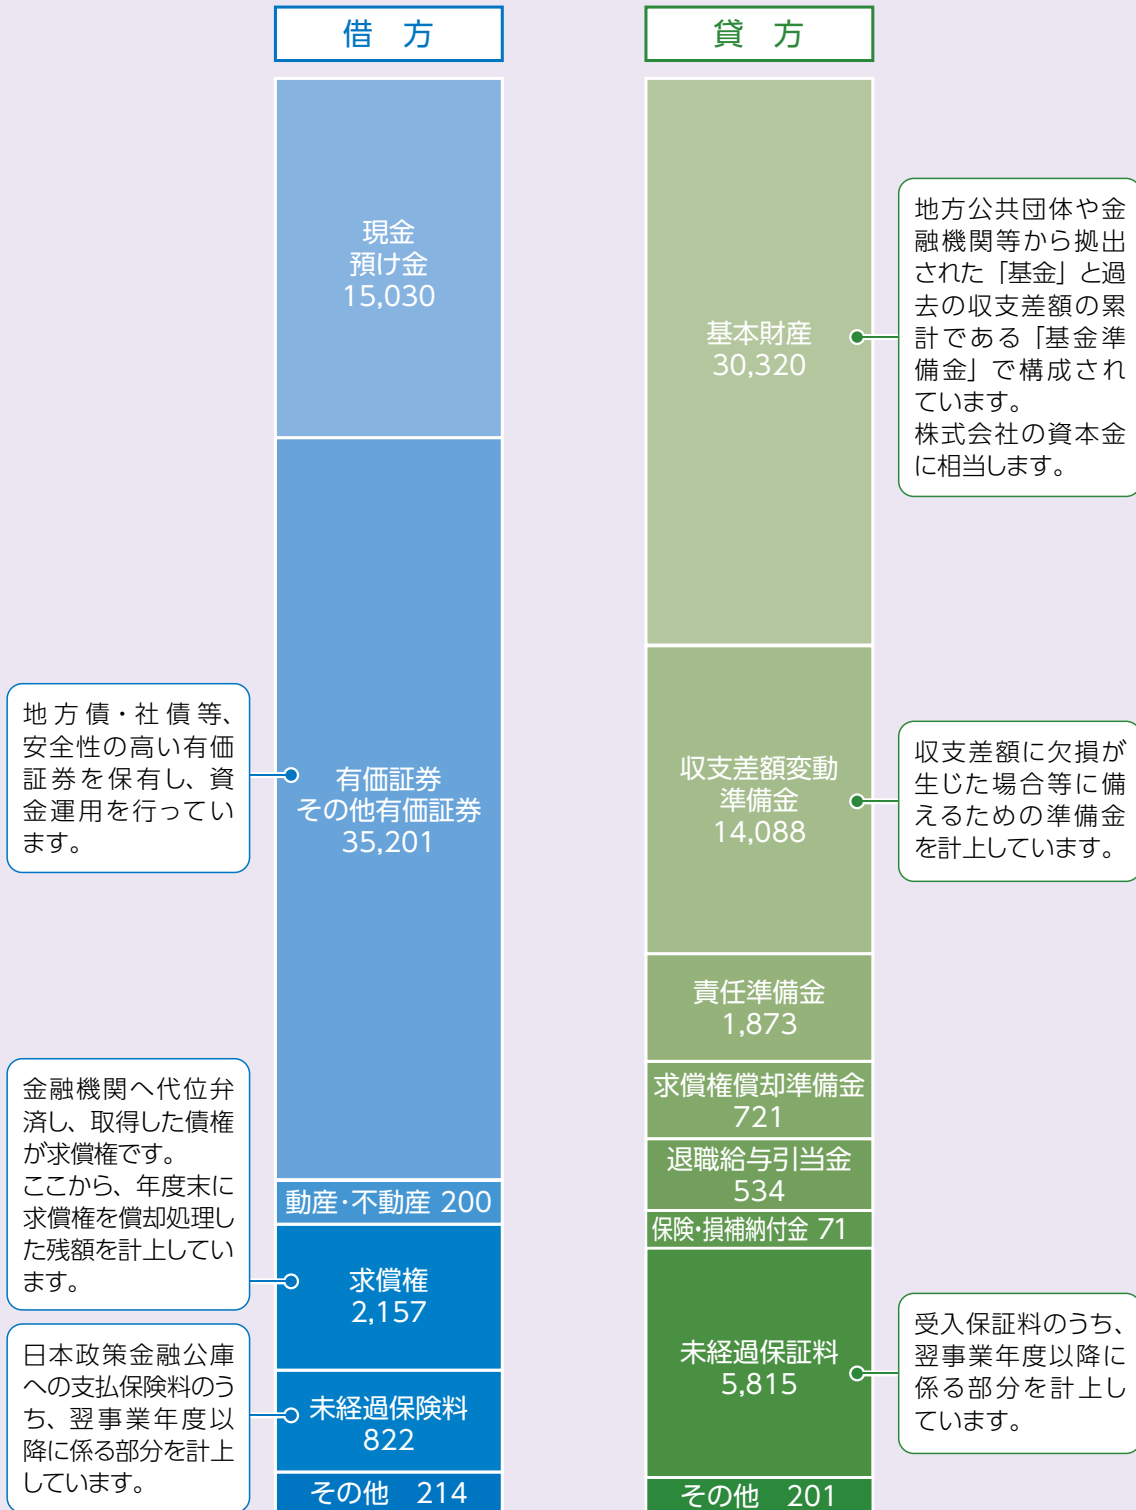 借　方
現金
預け金
15,030
地方債・社債等、
安全性の高い有価
証券を保有し、資
金運用を行ってい
ます。
有価証券
その他有価証券
35,201
動産・不動産 200
金融機関へ代位弁
済し、取得した債権
が求償権です。
ここから、年度末に
求償権を償却処理し
た残額を計上してい
ます。
求償権
2,157
日本政策金融公庫
への支払保険料のう
ち、翌事業年度以
降に係る部分を計上
しています。
未経過保険料
822
その他　214
貸　方
基本財産
30,320
地方公共団体や金
融機関等から拠出
された「基金」と過
去の収支差額の累
計である「基金準
備金」で構成され
ています。
株式会社の資本金
に相当します。
収支差額変動
準備金
14,088
収支差額に欠損が
生じた場合等に備
えるための準備金
を計上しています。
責任準備金
1,873
求償権償却準備金
721
退職給与引当金
534
保険・損補納付金 71
未経過保証料
5,815
受入保証料のうち、
翌事業年度以降に
係る部分を計上し
ています。
その他　201